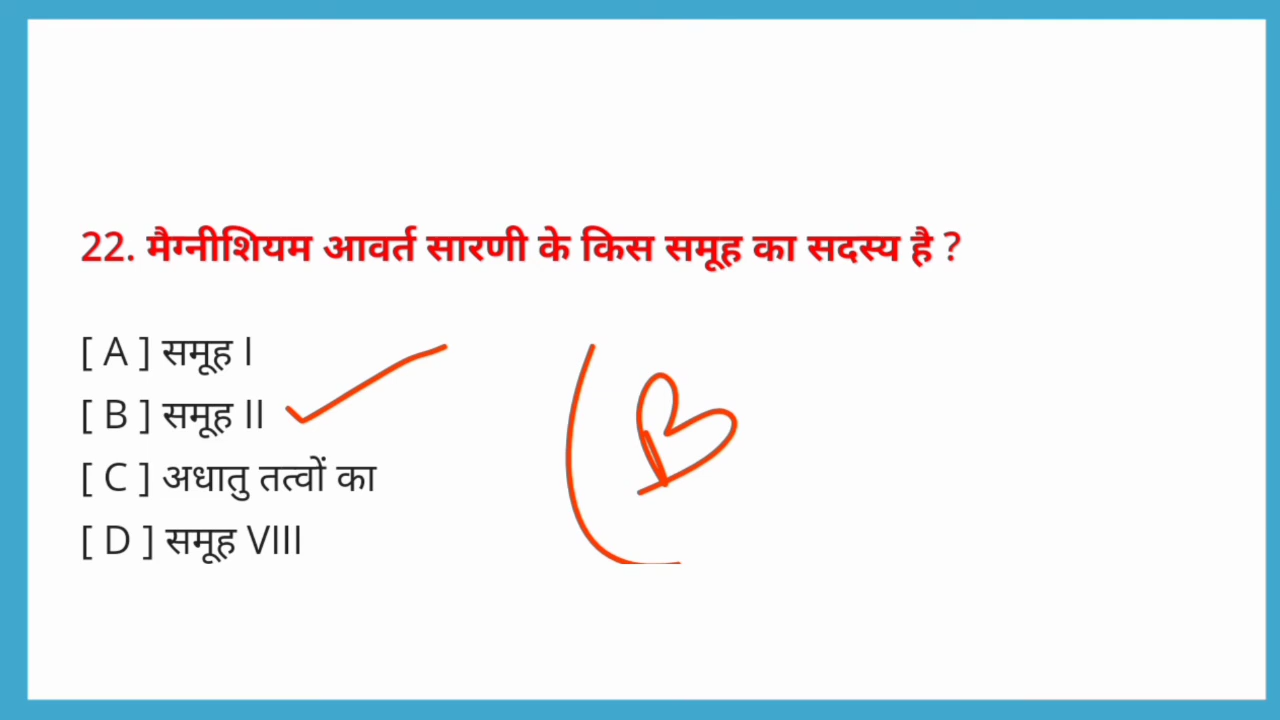 22. मैग्नीशियम आवर्त सारणी के किस समूह का सदस्य है ?
[ A ] समूह I
[ B ] समूह II
(B
[ C ] अधातु तत्वों का
[ D ] समूह VIII